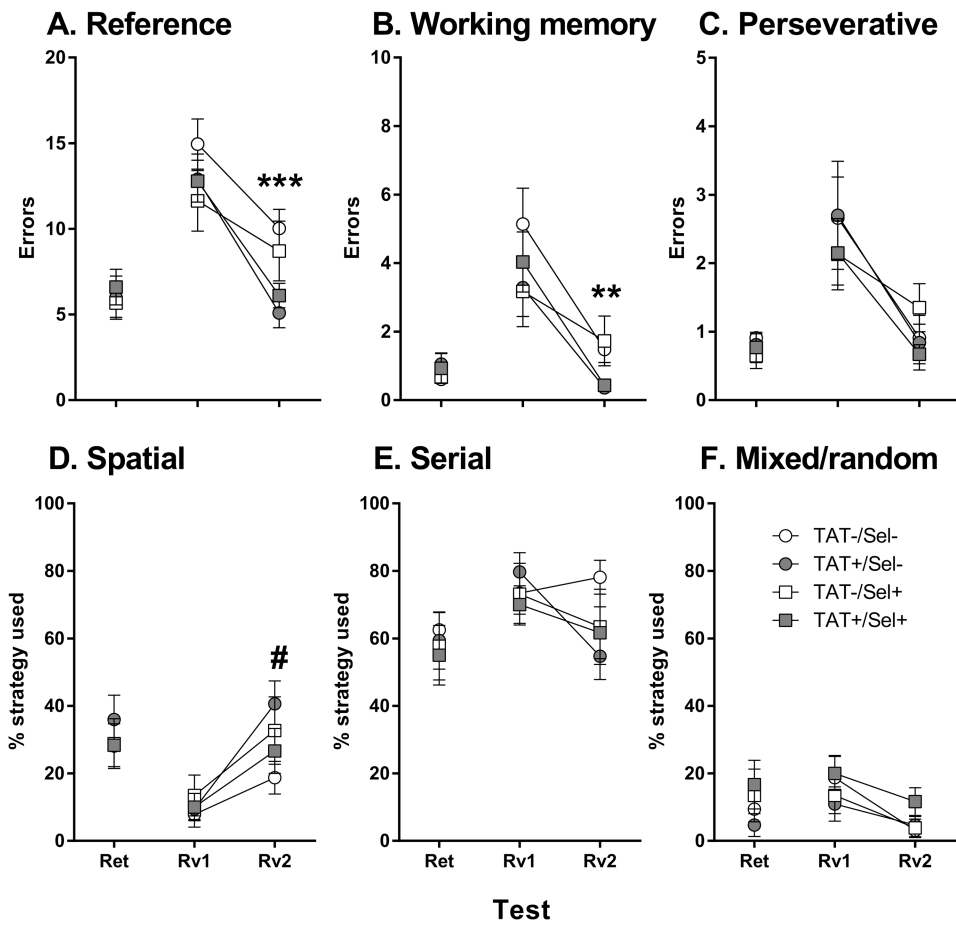 A. Reference
B. Working memory
C. Perseverative
20
15
10
5
0
Errors
***
10
8
6
4
2
0
Errors
**
5
4
3
2
1
0
Errors
D. Spatial
E. Serial
F. Mixed/random
100
80
60
40
20
0
% strategy used
#
Ret Rv1 Rv2
100
80
60
40
20
0
% strategy used
Ret Rv1 Rv2
100
80
60
40
20
0
% strategy used
TAT-/Sel-
TAT+/Sel-
TAT-/Sel+
TAT+/Sel+
Ret Rv1 Rv2
Test